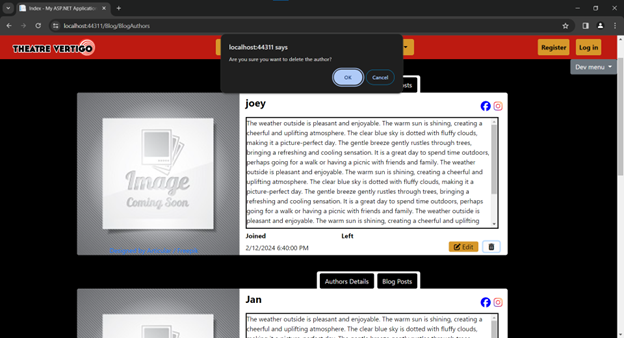 Index - My ASP.NET Application
localhost:44311/Blog/BlogAuthors
THEATRE VERTIGO
Register
Log in
localhost:44311 says
Are you sure you want to delete the author?
OK
Cancel
Dev menu
Posts
joey
The weather outside is pleasant and enjoyable. The warm sun is shining, creating a
cheerful and uplifting atmosphere. The clear blue sky is dotted with fluffy clouds,
making it a picture-perfect day. The gentle breeze gently rustles through trees,
bringing a refreshing and cooling sensation. It is a great day to spend time outdoors,
perhaps going for a walk or having a picnic with friends and family. The weather
outside is pleasant and enjoyable. The warm sun is shining, creating a cheerful and
uplifting atmosphere. The clear blue sky is dotted with fluffy clouds, making it a
picture-perfect day. The gentle breeze gently rustles through trees, bringing a
refreshing and cooling sensation. It is a great day to spend time outdoors, perhaps
going for a walk or having a picnic with friends and family. The weather outside is
pleasant and enjoyable. The warm sun is shining, creating a cheerful and uplifting
Image
Coming Soon
Joined
Left
2/12/2024 6:40:00 PM
Edit
Authors Details
Blog Posts
Jan
The weather outside is pleasant and enjoyable. The warm sun is shining, creating a
cheerful and uplifting atmosphere. The clear blue sky is dotted with fluffy clouds,